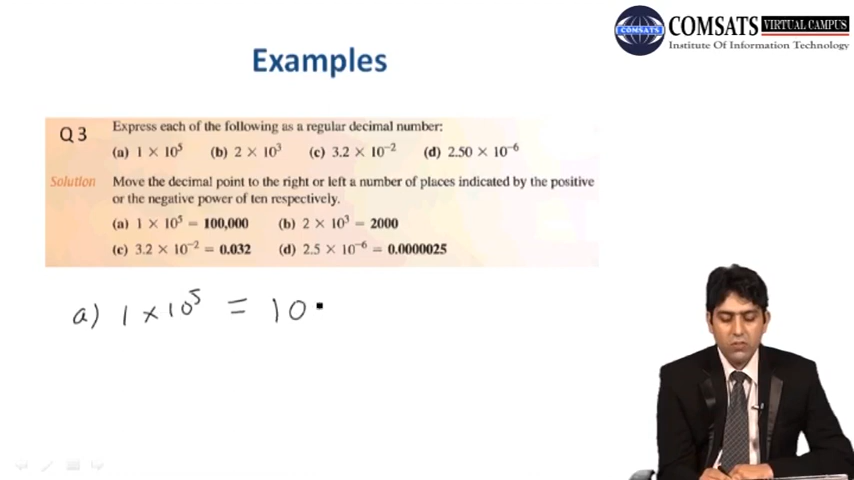 COMSATS VIRTUAL CAMPUS
COMSATS
Institute Of Information Technology
Examples
Q3 Express each of the following as a regular decimal number:
(a) 1 × 10⁵ (b) 2 × 10³ (c) 3.2 × 10⁻² (d) 2.50 × 10⁻⁶
Solution Move the decimal point to the right or left a number of places indicated by the positive
or the negative power of ten respectively.
(a) 1 × 10⁵ = 100,000 (b) 2 × 10³ = 2000
(c) 3.2 × 10⁻² = 0.032 (d) 2.5 × 10⁻⁶ = 0.0000025
a) 1 × 10⁵ = 10